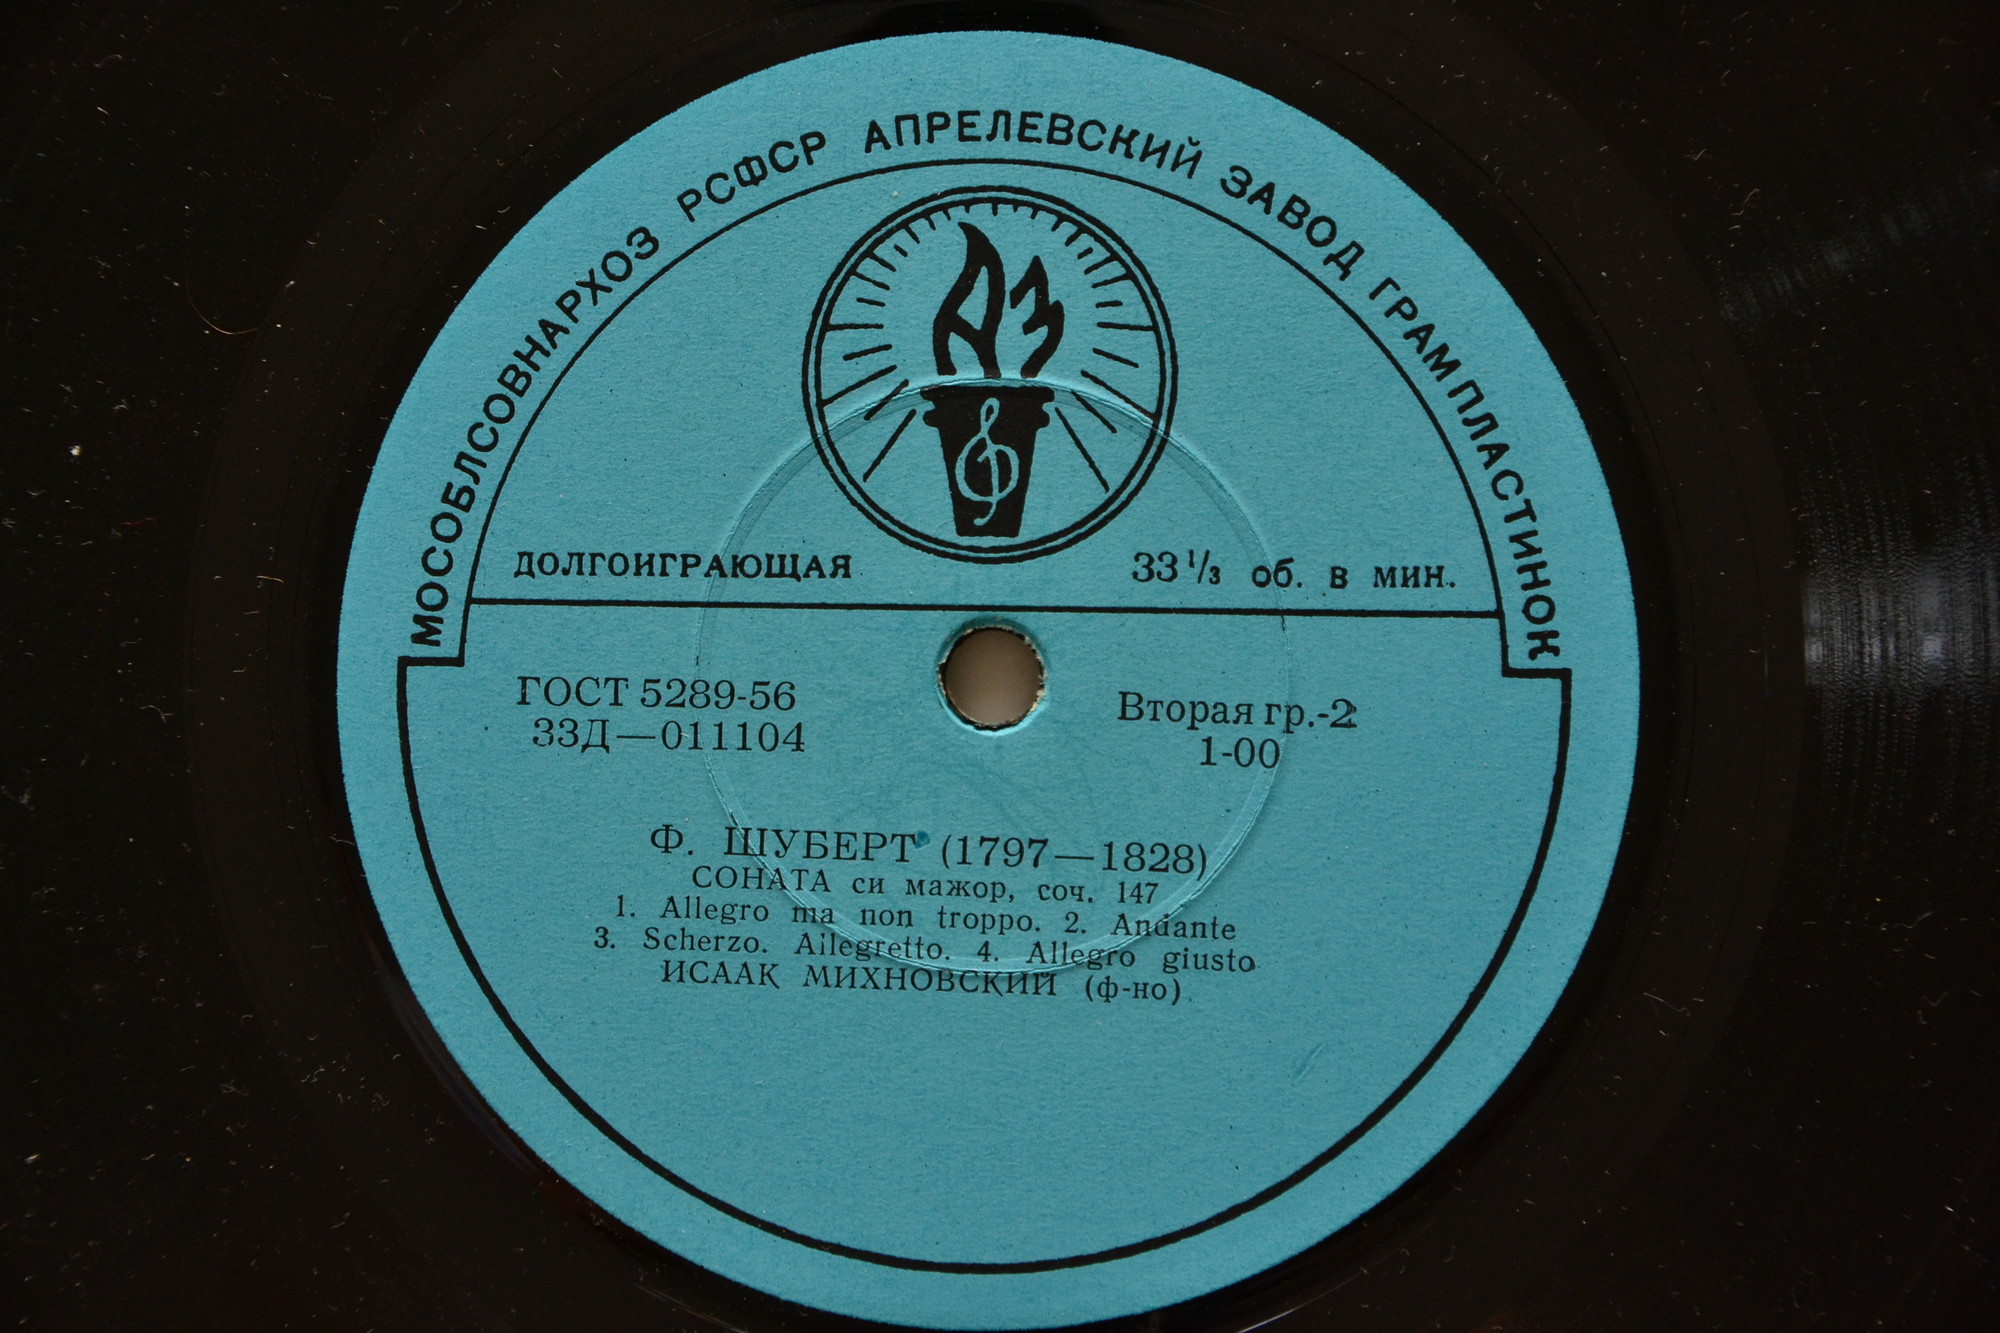 МОСОБЛСОВНАРХОЗ РСФСР АПРЕЛЕВСКИЙ ЗАВОД ГРАМПЛАСТИНОК
АЗ
ДОЛГОИГРАЮЩАЯ 33 1/3 об. в мин.
ГОСТ 5289-56 Вторая гр.-2
33Д—011104 1-00
Ф. ШУБЕРТ (1797—1828)
СОНАТА си мажор, соч. 147
1. Allegro ma non troppo. 2. Andante
3. Scherzo. Ailegretto. 4. Allegro giusto
ИСААК МИХНОВСКИЙ (ф-но)